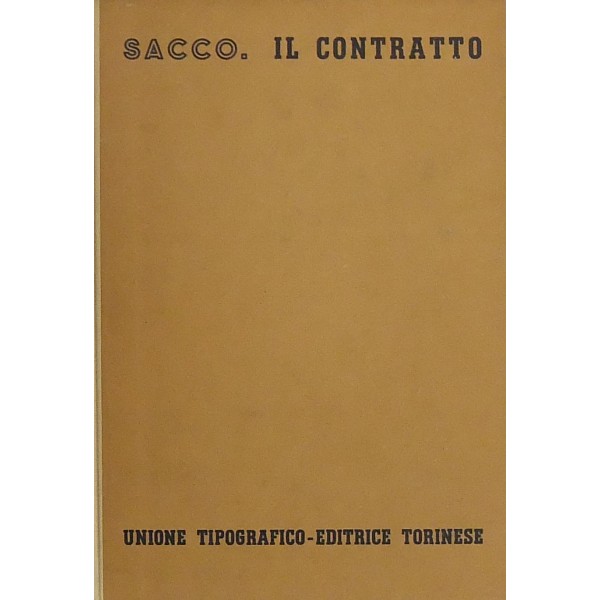 SACCO. IL CONTRATTO
UNIONE TIPOGRAFICO-EDITRICE TORINESE